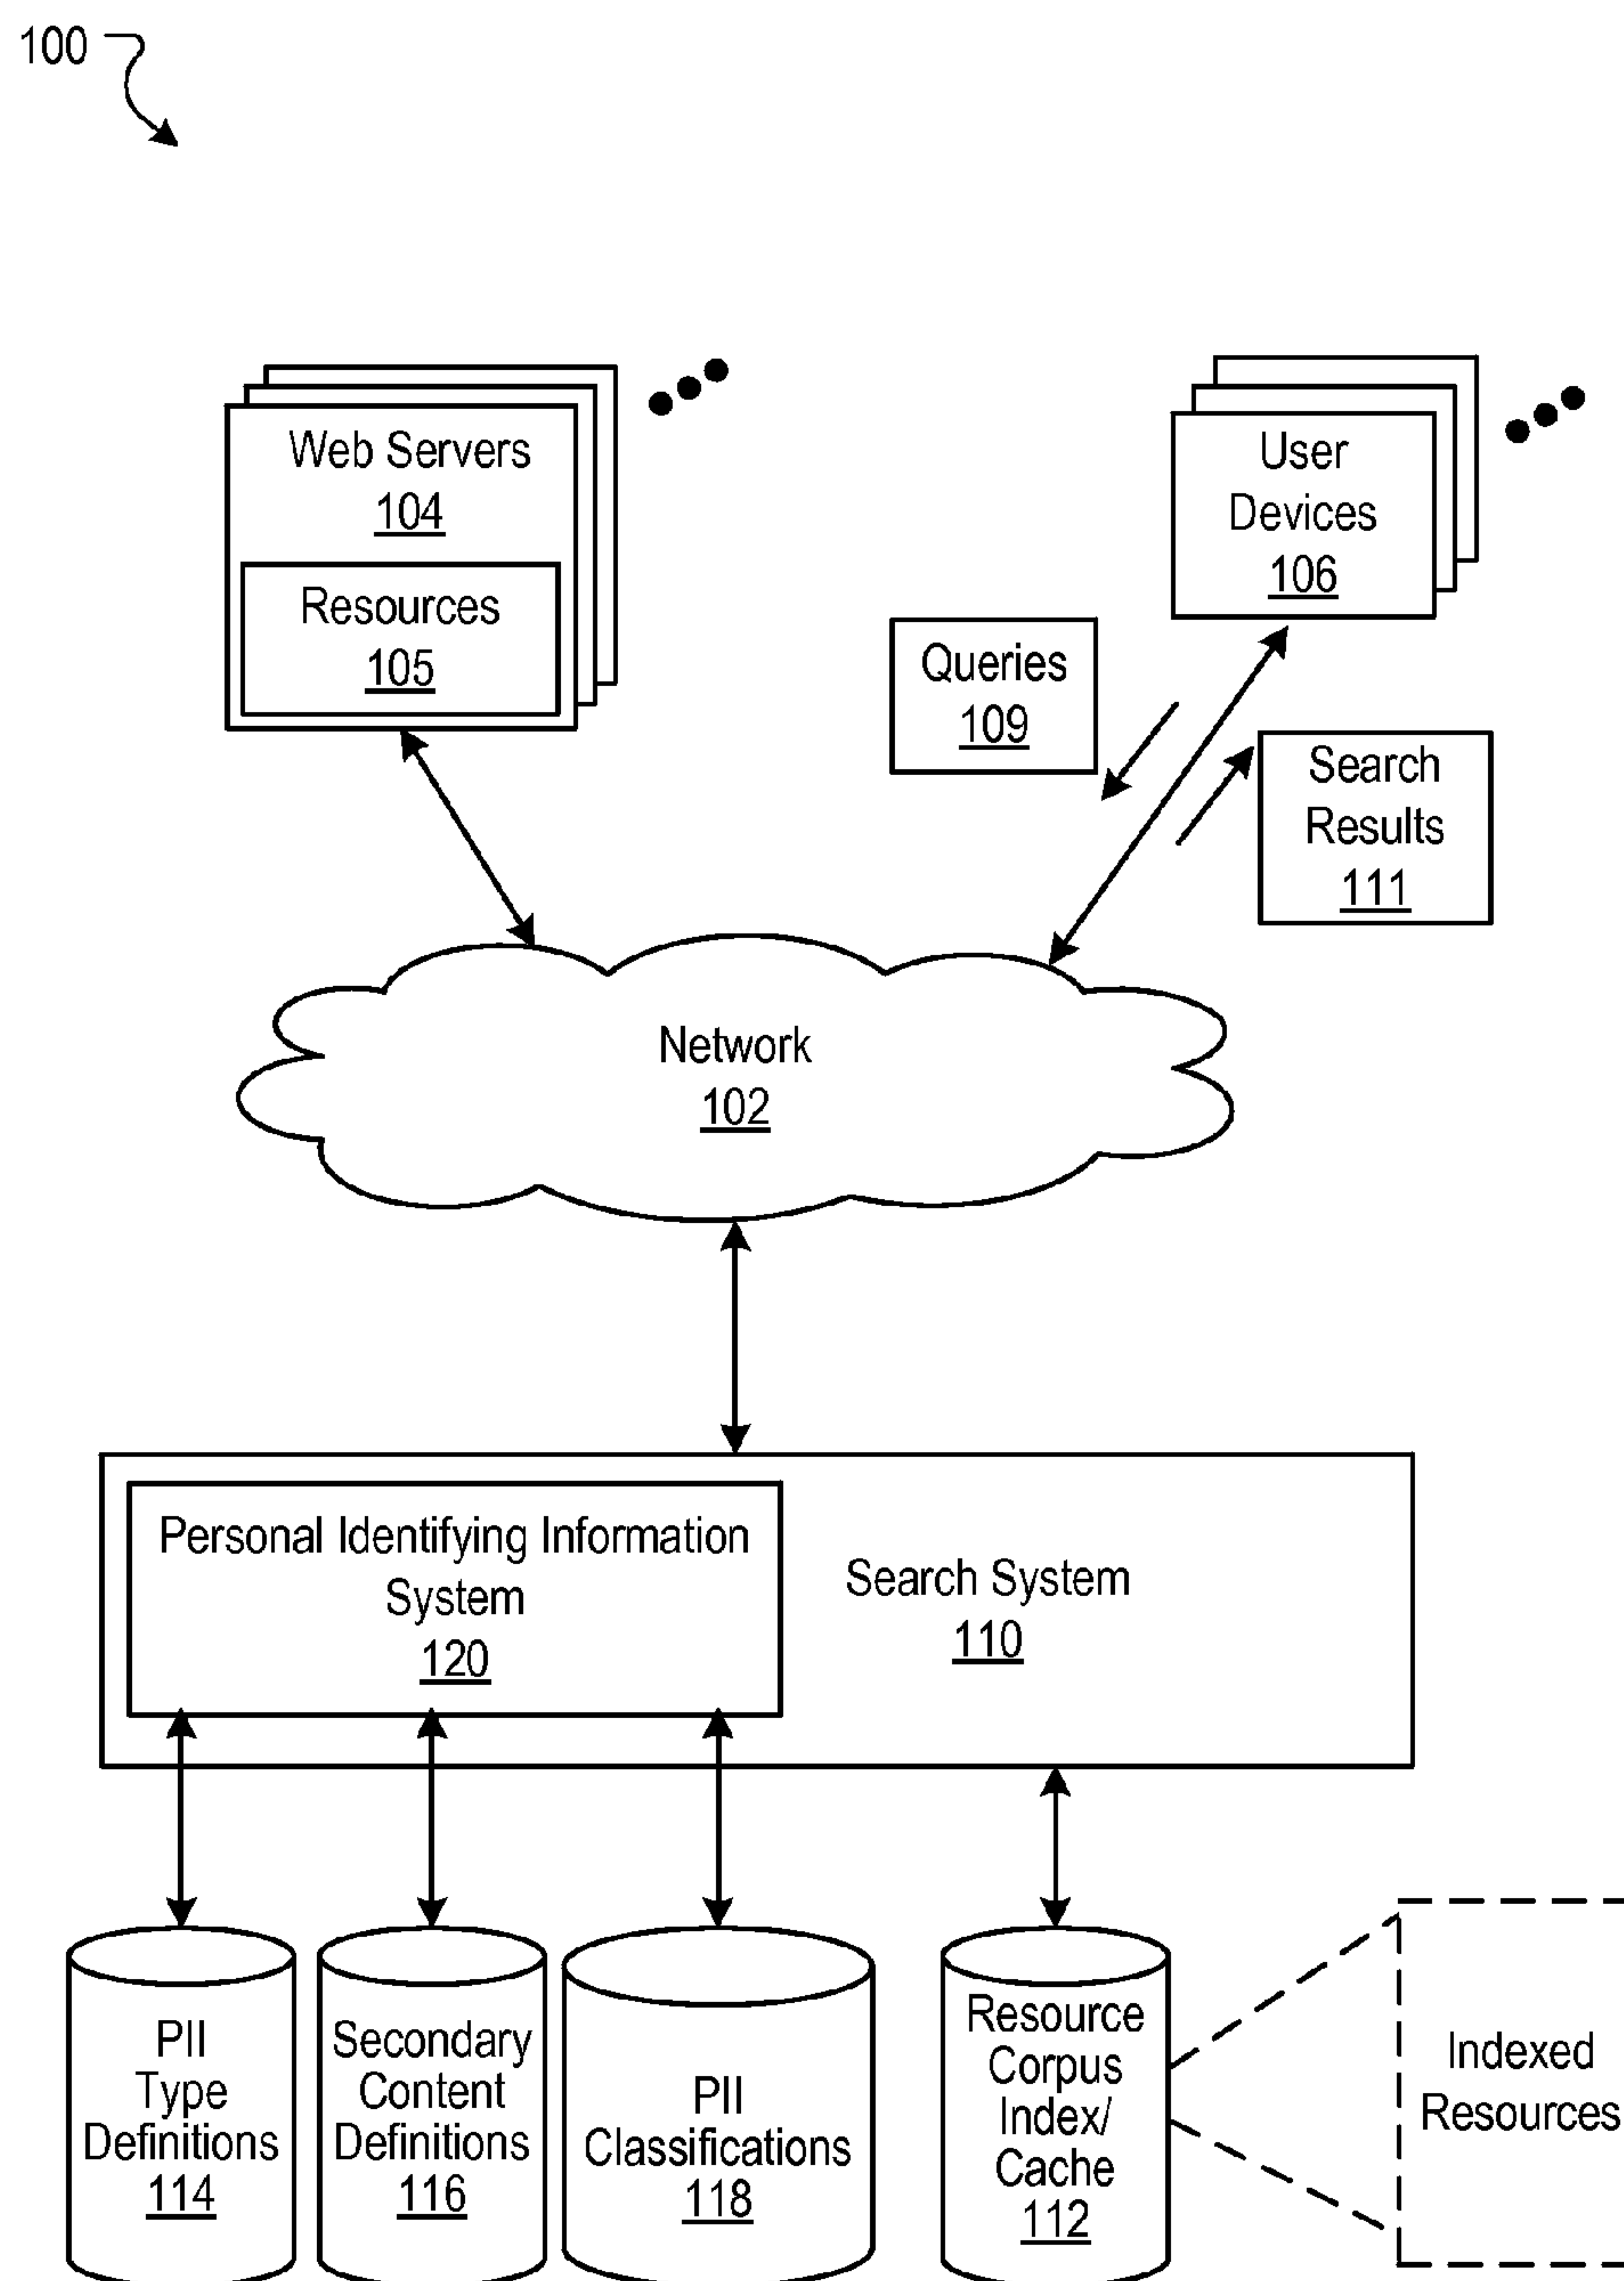 100
Web Servers
104
Resources
105
User
Devices
106
Queries
109
Search
Results
111
Network
102
Personal Identifying Information
System
120
Search System
110
PII
Type
Definitions
114
Secondary
Content
Definitions
116
PII
Classifications
118
Resource
Corpus
Index/
Cache
112
Indexed
Resources